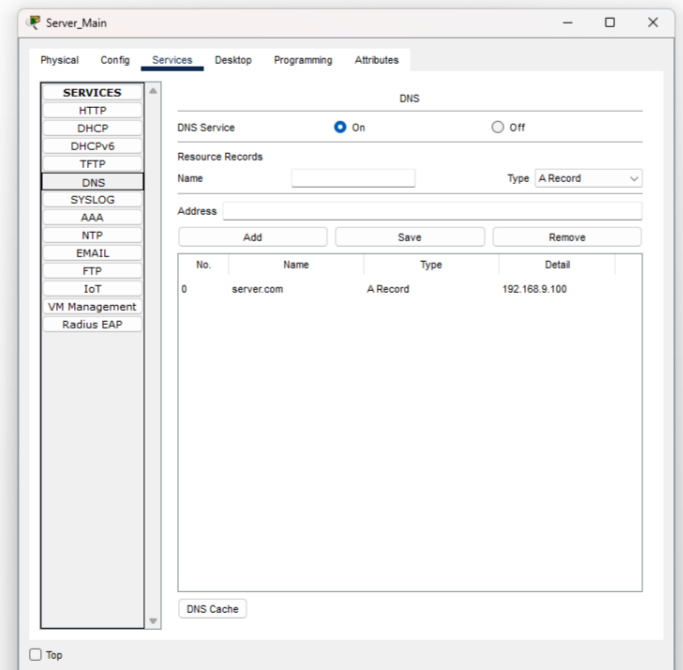 Server_Main
Physical Config Services Desktop Programming Attributes
SERVICES
HTTP
DHCP
DHCPv6
TFTP
DNS
SYSLOG
AAA
NTP
EMAIL
FTP
IoT
VM Management
Radius EAP
DNS
DNS Service On Off
Resource Records
Name Type A Record
Address
Add Save Remove
No. Name Type Detail
0 server.com A Record 192.168.9.100
DNS Cache
Top